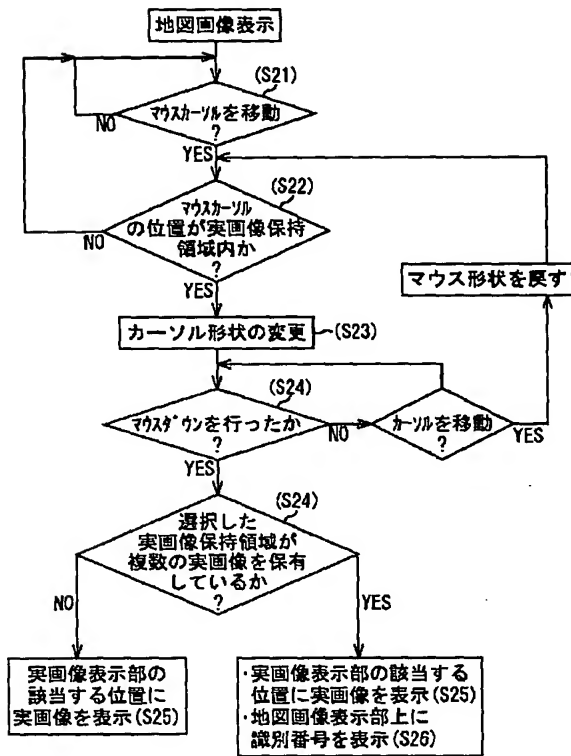 地図画像表示
(S21)
マウスカーソルを移動
?
NO
YES
(S22)
マウスカーソル
の位置が実画像保持
領域内か
?
NO
YES
マウス形状を戻す
カーソル形状の変更
(S23)
(S24)
マウスダウンを行ったか
?
NO
YES
カーソルを移動
?
YES
(S24)
選択した
実画像保持領域が
複数の実画像を保有
しているか
?
NO
YES
実画像表示部の
該当する位置に
実画像を表示(S25)
・実画像表示部の該当する
位置に実画像を表示(S25)
・地図画像表示部上に
識別番号を表示(S26)